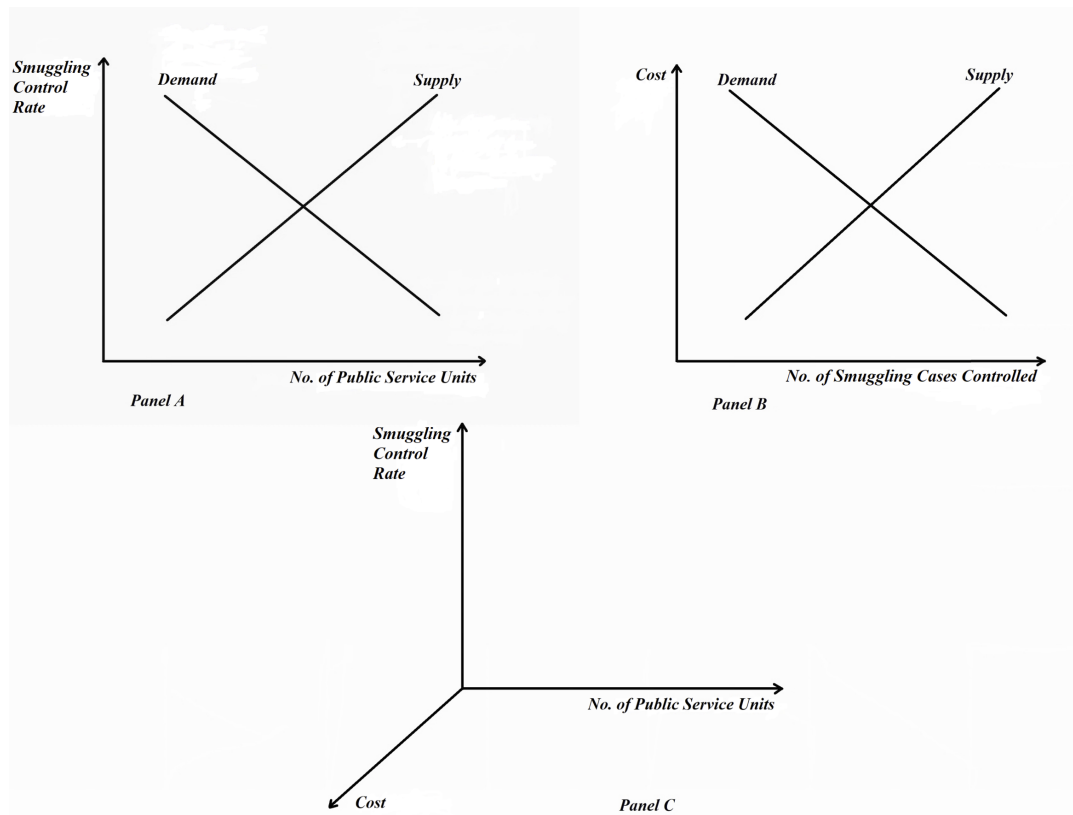 Smuggling
Control
Rate
Demand
Supply
No. of Public Service Units
Panel A
Cost
Demand
Supply
No. of Smuggling Cases Controlled
Panel B
Smuggling
Control
Rate
No. of Public Service Units
Cost
Panel C